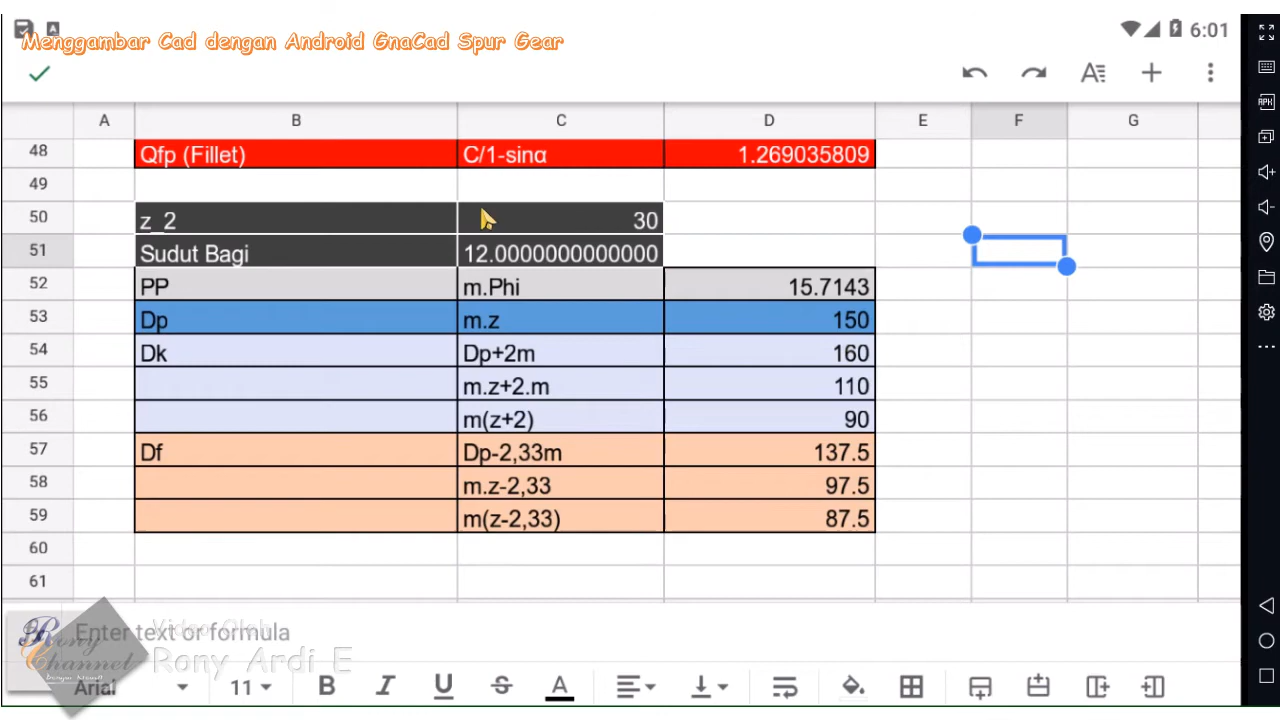 Menggambar Cad dengan Android GnaCad Spur Gear
6:01
A B C D E F G
48 Qfp (Fillet) C/1-sinα 1.269035809
49
50 z_2 30
51 Sudut Bagi 12.0000000000000
52 PP m.Phi 15.7143
53 Dp m.z 150
54 Dk Dp+2m 160
55 m.z+2.m 110
56 m(z+2) 90
57 Df Dp-2,33m 137.5
58 m.z-2,33 97.5
59 m(z-2,33) 87.5
60
61
Enter text or formula
Video Oleh
Rony Ardi E
Rony
Channel
Arial 11 B I U S A
APK